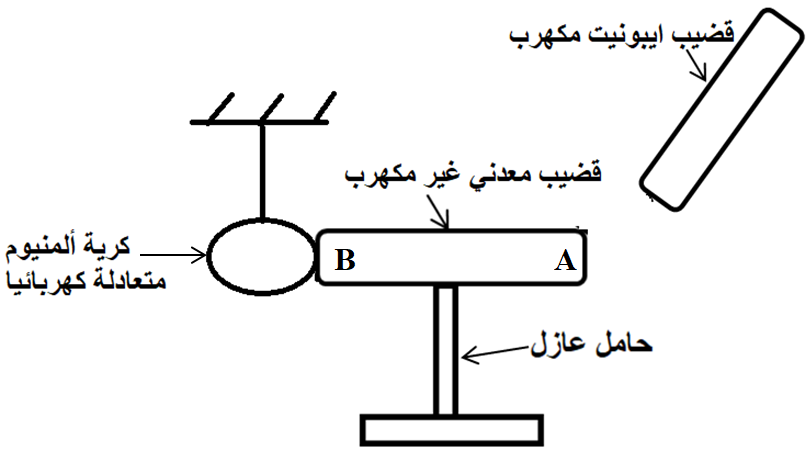 قضيب ايبونيت مكهرب
قضيب معدني غير مكهرب
كرية ألمنيوم
متعادلة كهربائيا
B
A
حامل عازل